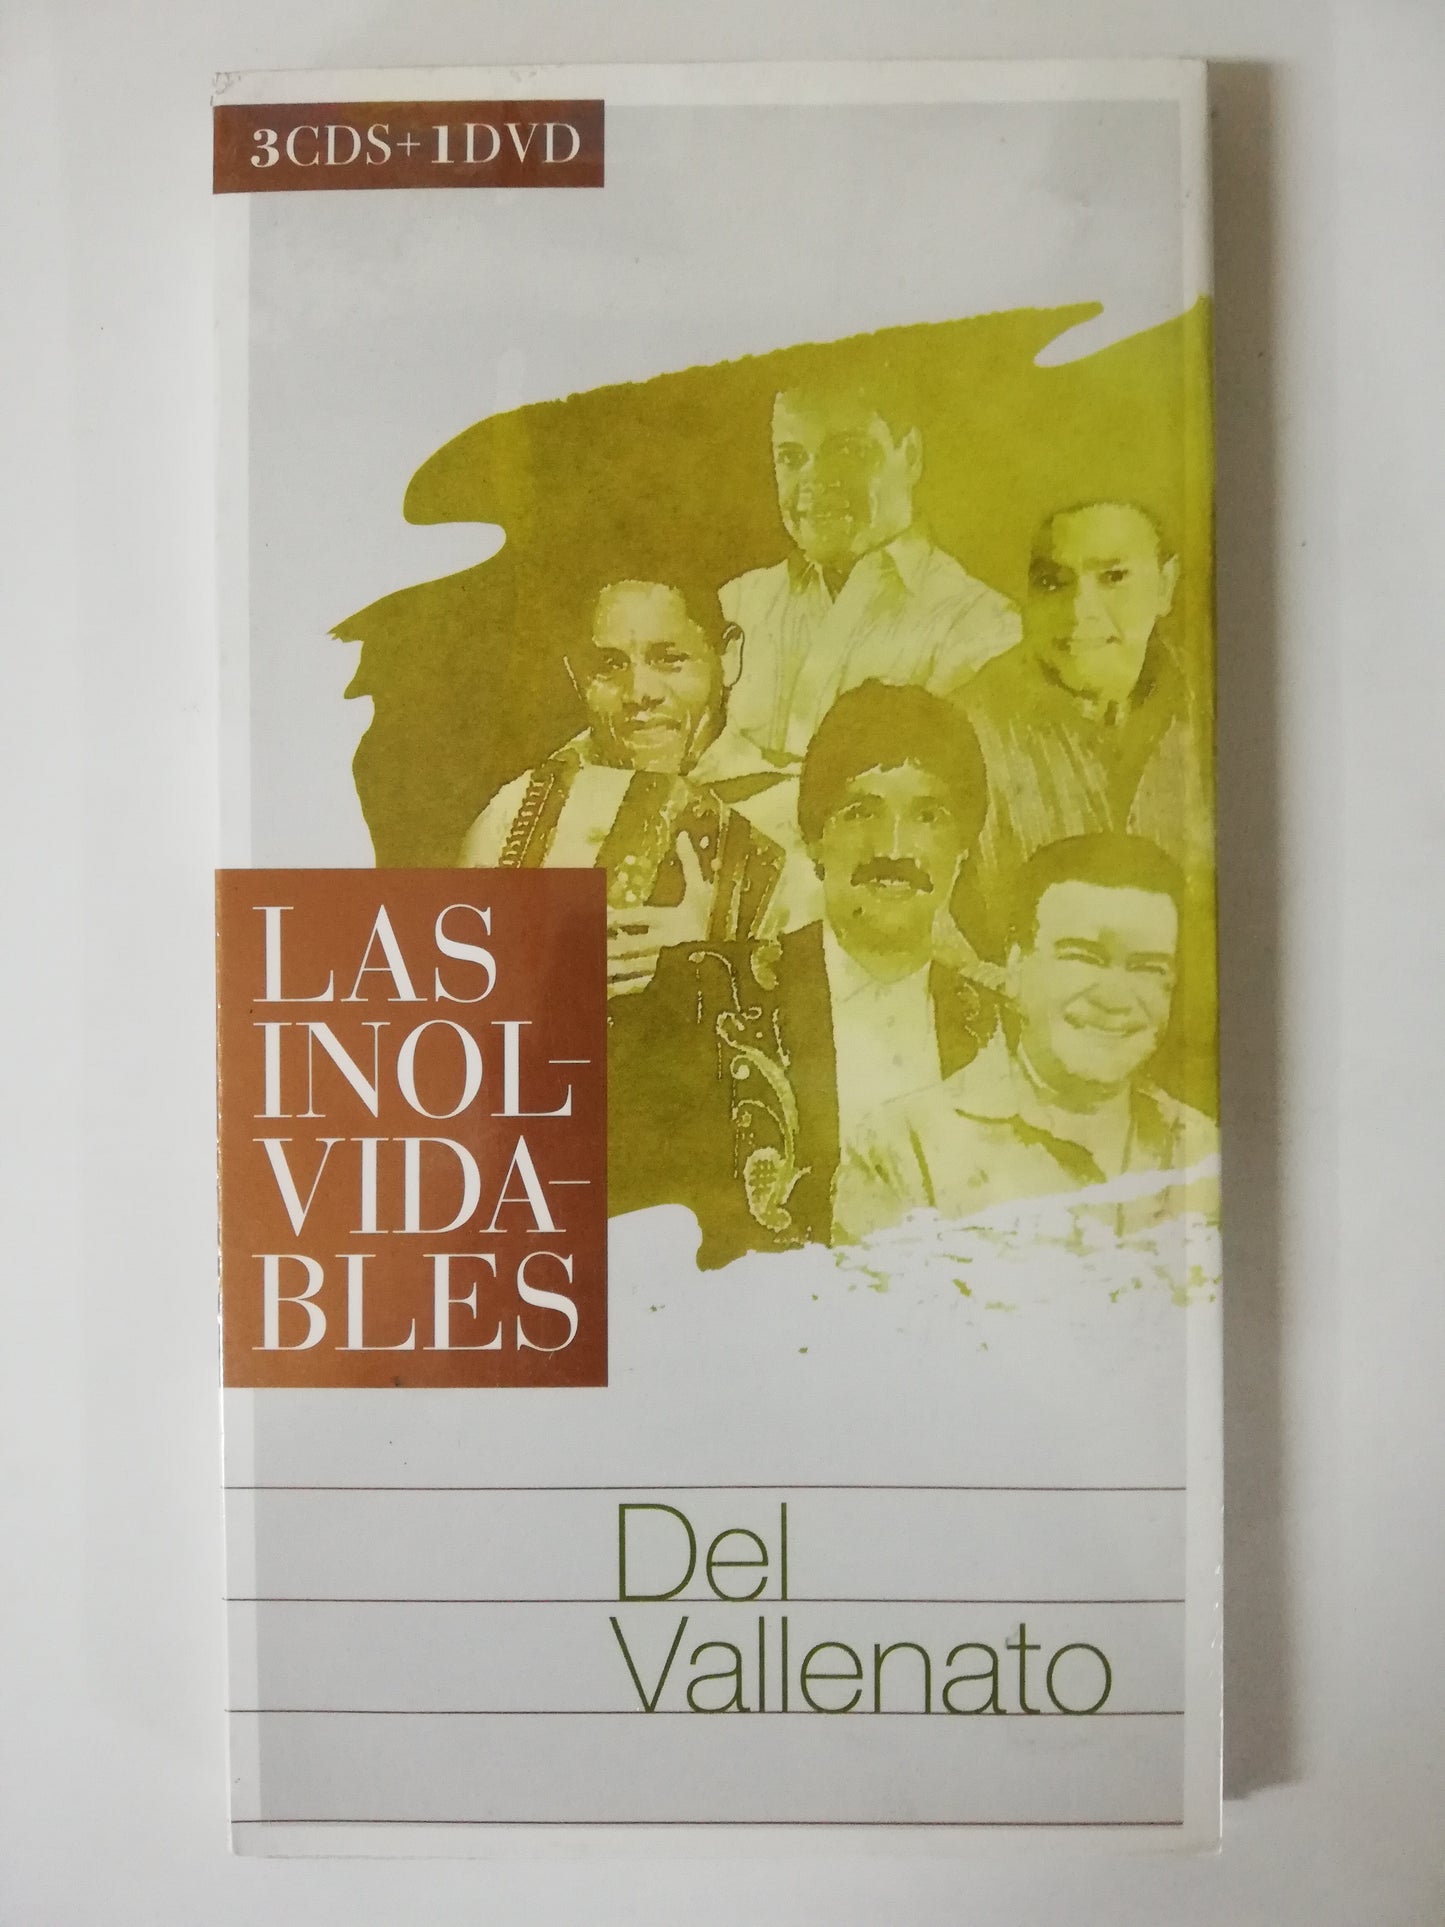 3CDS+1DVD
LAS
INOL-
VIDA-
BLES
Del
Vallenato